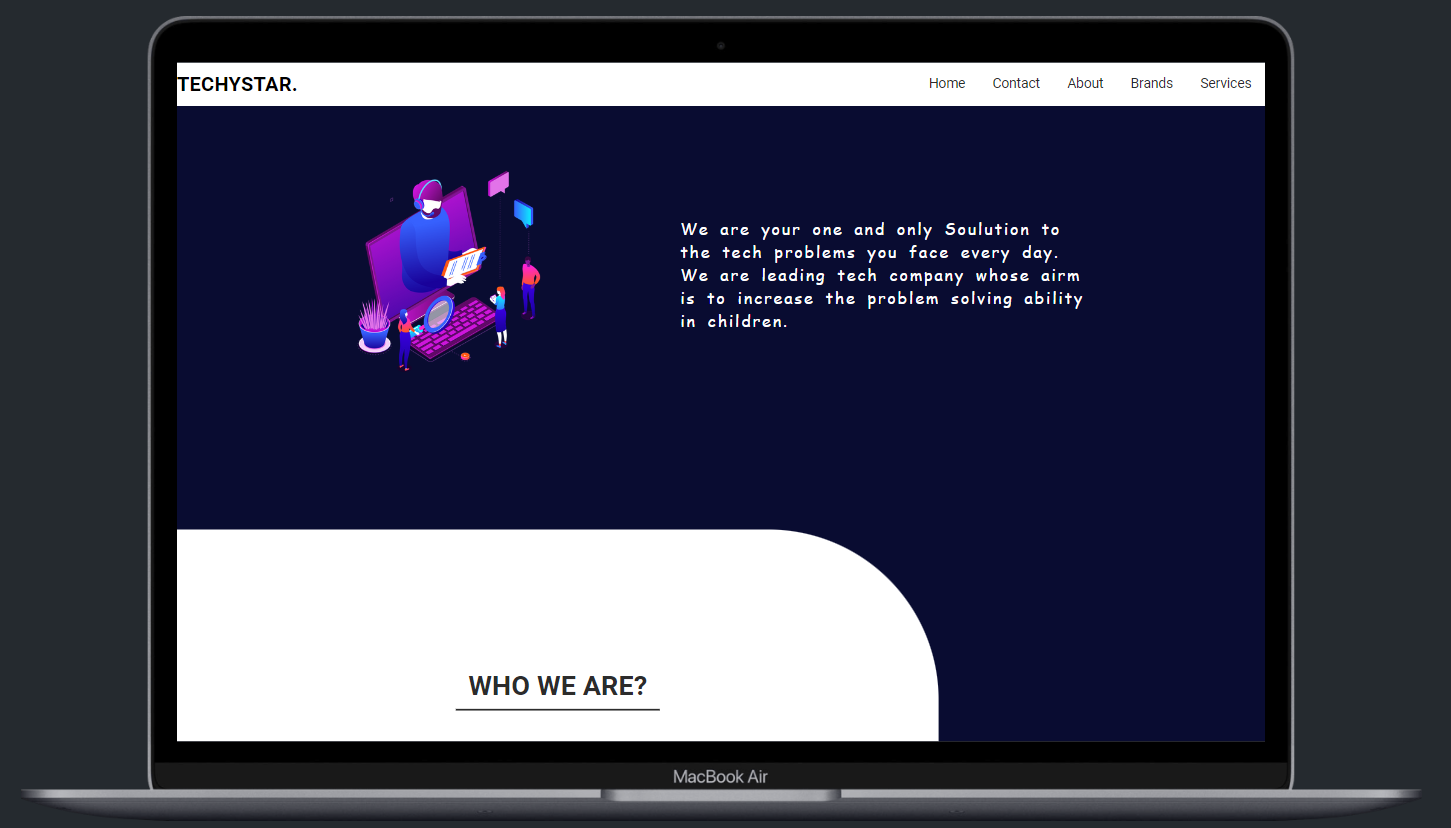 TECHYSTAR.
Home Contact About Brands Services
We are your one and only Soulution to
the tech problems you face every day.
We are leading tech company whose airm
is to increase the problem solving ability
in children.
WHO WE ARE?
MacBook Air